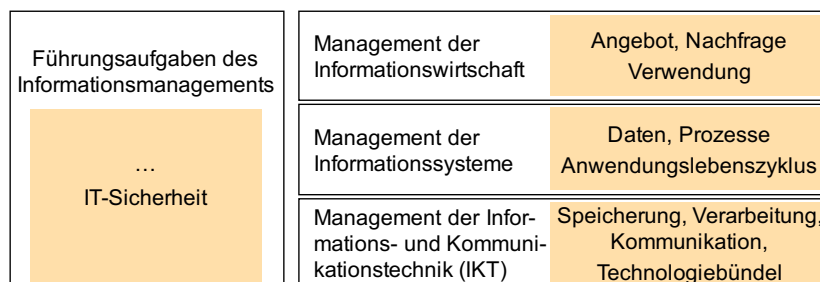 Führungsaufgaben des
Informationsmanagements
…
IT-Sicherheit
Management der
Informationswirtschaft
Angebot, Nachfrage
Verwendung
Management der
Informationssysteme
Daten, Prozesse
Anwendungslebenszyklus
Management der Infor-
mations- und Kommuni-
kationstechnik (IKT)
Speicherung, Verarbeitung,
Kommunikation,
Technologiebündel